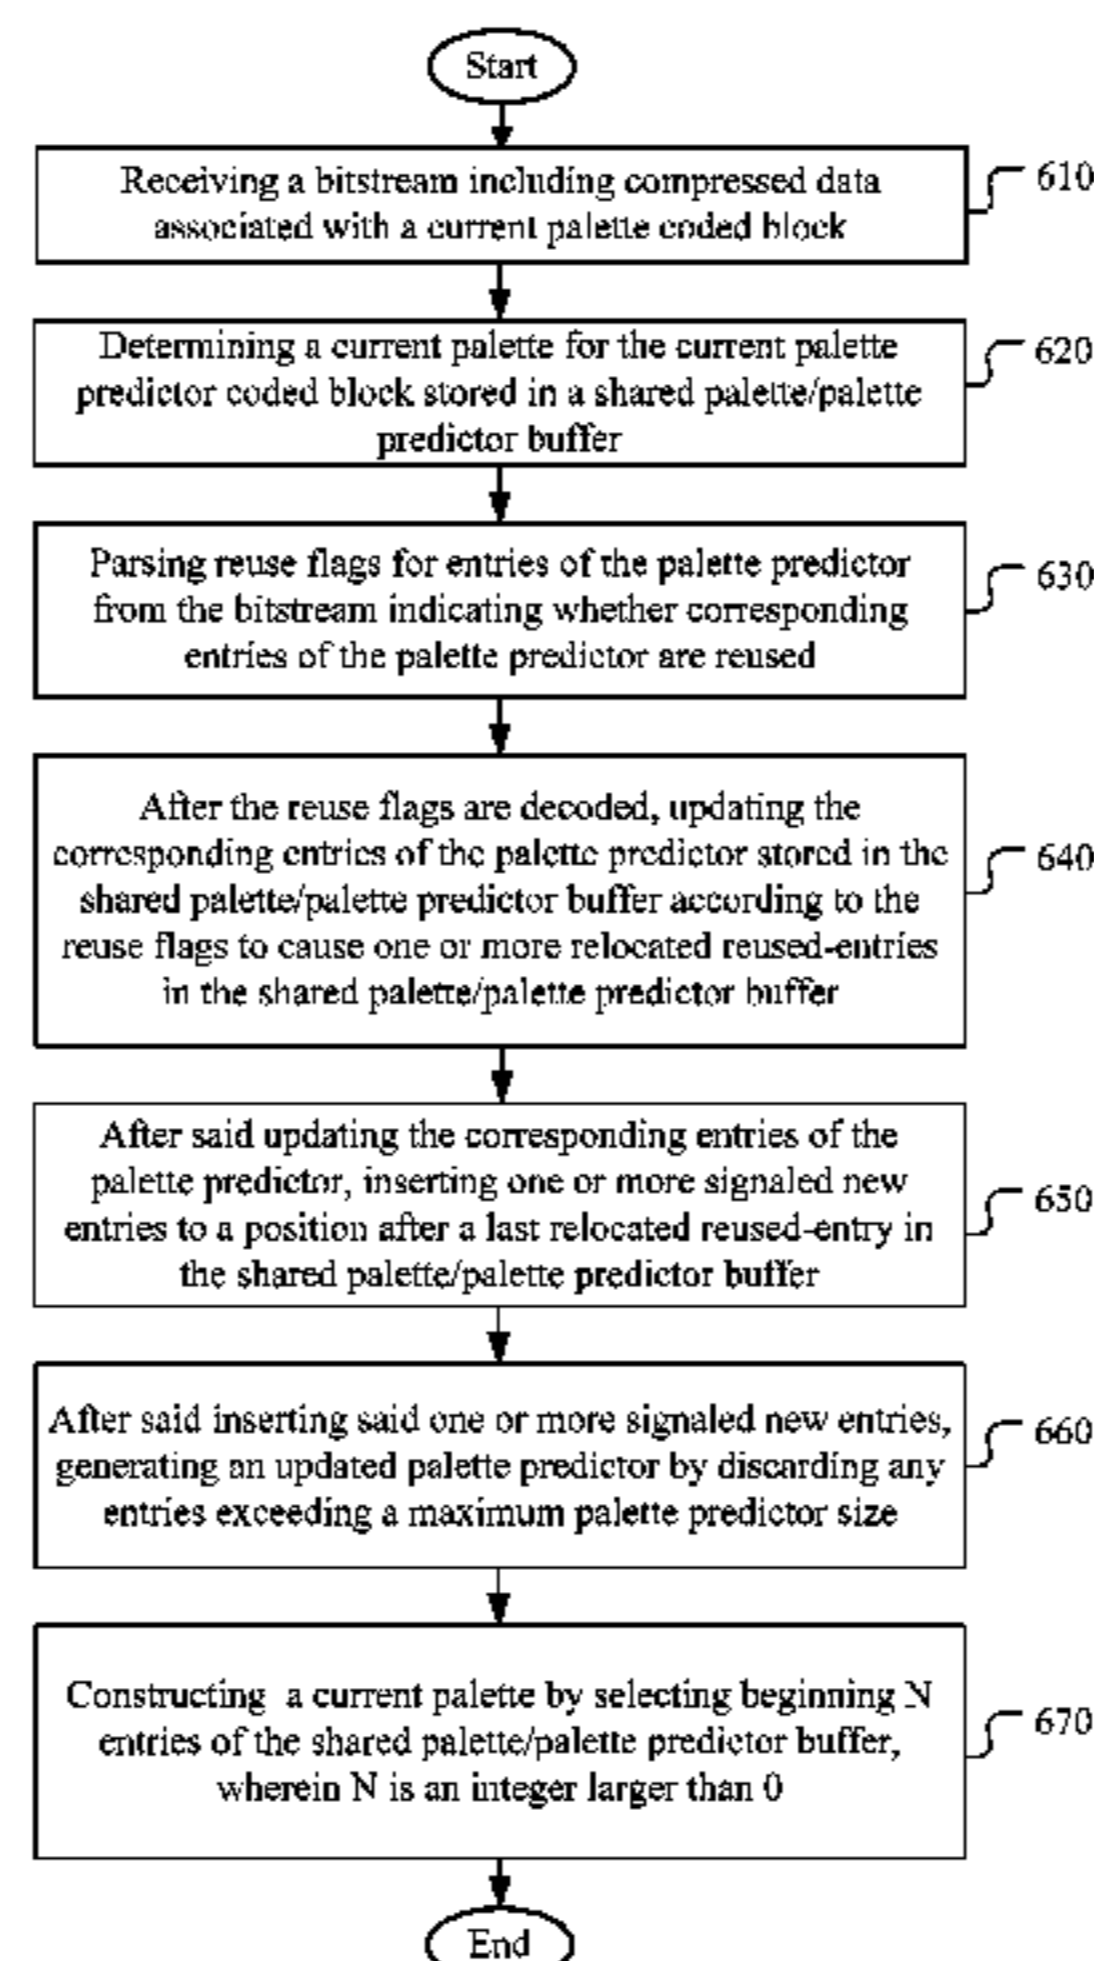 Start
Receiving a bitstream including compressed data
associated with a current palette coded block
610
Determining a current palette for the current palette
predictor coded block stored in a shared palette/palette
predictor buffer
620
Parsing reuse flags for entries of the palette predictor
from the bitstream indicating whether corresponding
entries of the palette predictor are reused
630
After the reuse flags are decoded, updating the
corresponding entries of the palette predictor stored in the
shared palette/palette predictor buffer according to the
reuse flags to cause one or more relocated reused-entries
in the shared palette/palette predictor buffer
640
After said updating the corresponding entries of the
palette predictor, inserting one or more signaled new
entries to a position after a last relocated reused-entry in
the shared palette/palette predictor buffer
650
After said inserting said one or more signaled new entries,
generating an updated palette predictor by discarding any
entries exceeding a maximum palette predictor size
660
Constructing a current palette by selecting beginning N
entries of the shared palette/palette predictor buffer,
wherein N is an integer larger than 0
670
End